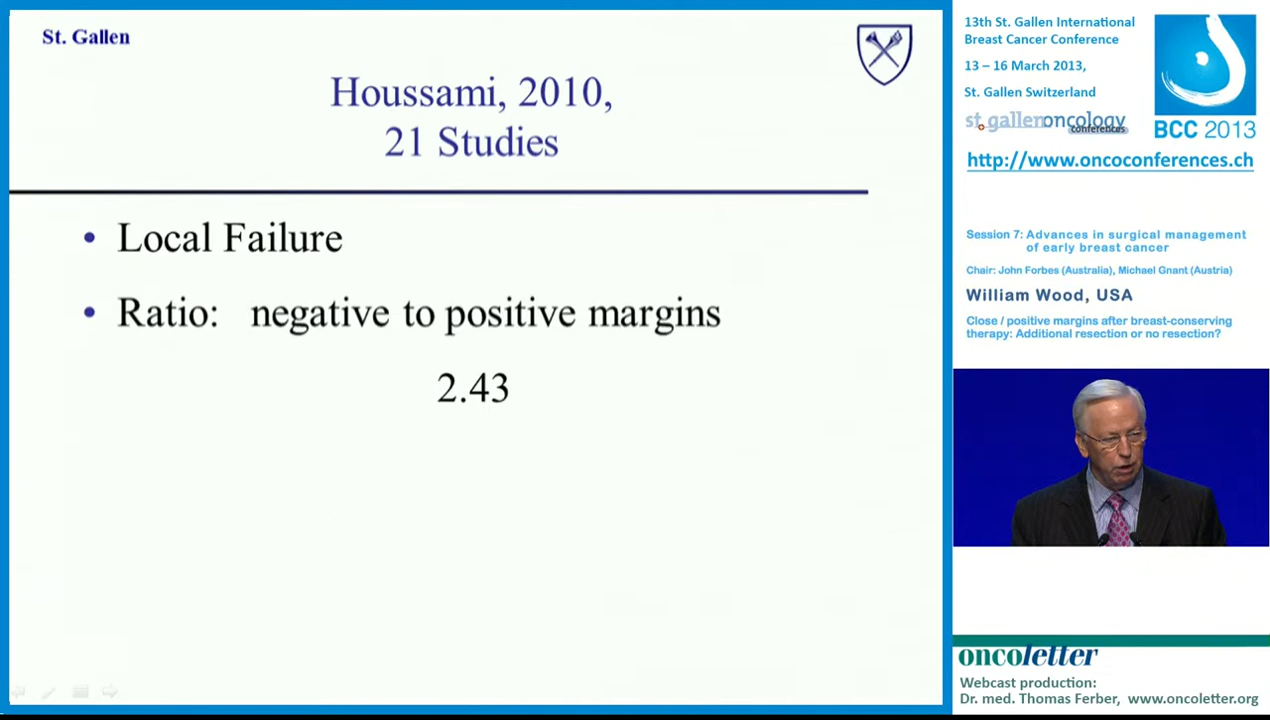 St. Gallen
Houssami, 2010,
21 Studies
• Local Failure
• Ratio: negative to positive margins
2.43
13th St. Gallen International
Breast Cancer Conference
13 – 16 March 2013,
St. Gallen Switzerland
st.gallenoncology
conferences
BCC 2013
http://www.oncoconferences.ch
Session 7: Advances in surgical management
of early breast cancer
Chair: John Forbes (Australia), Michael Gnant (Austria)
William Wood, USA
Close / positive margins after breast-conserving
therapy: Additional resection or no resection?
oncoletter
Webcast production:
Dr. med. Thomas Ferber, www.oncoletter.org